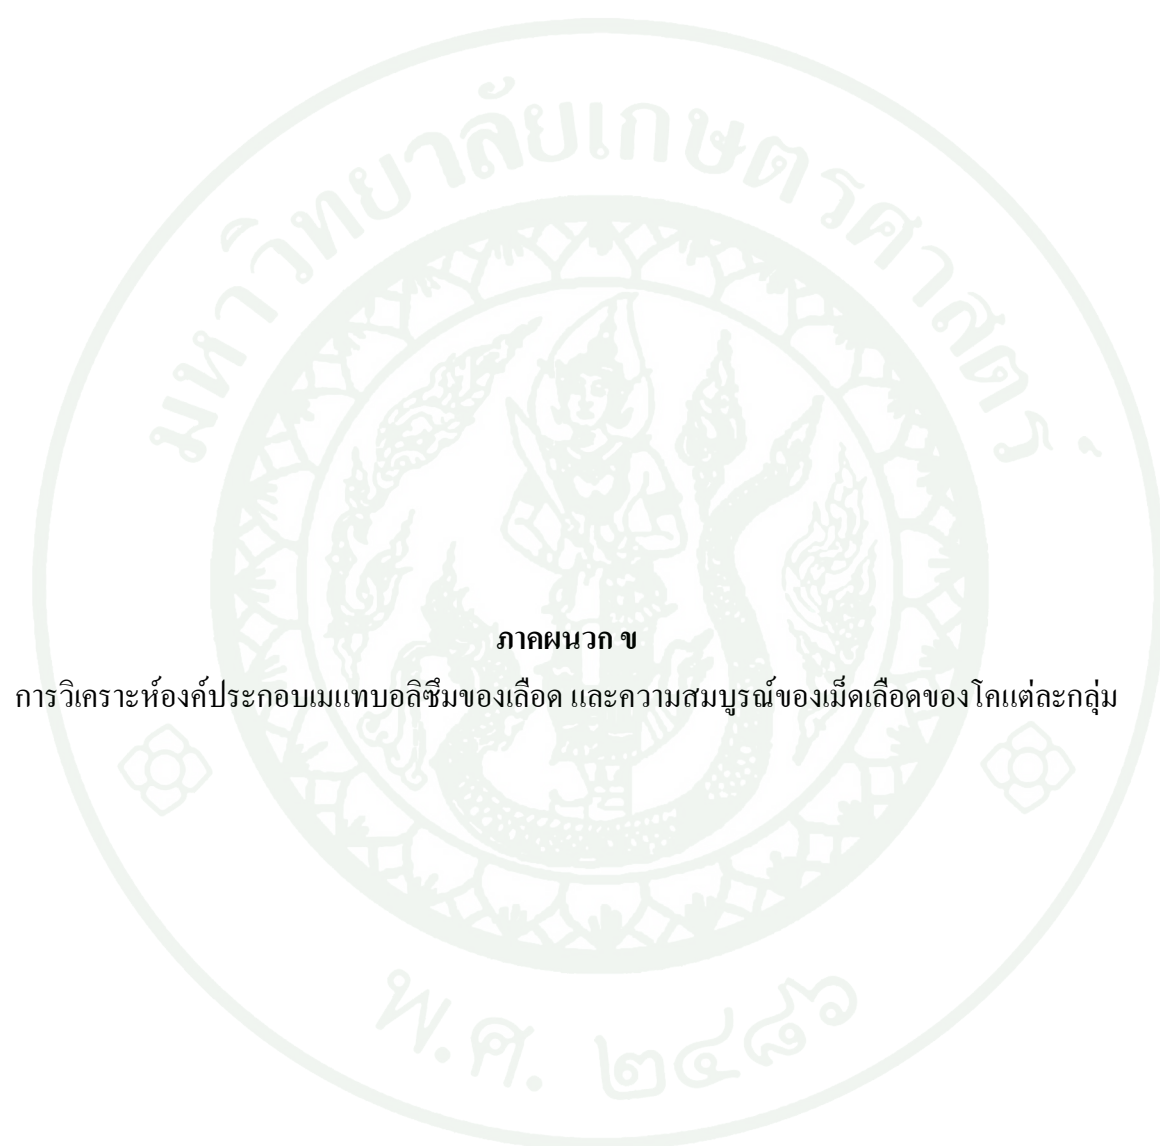 มหาวิทยาลัยเกษตรศาสตร์
ภาคผนวก ข
การวิเคราะห์องค์ประกอบเมแทบอลิซึมของเลือด และความสมบูรณ์ของเม็ดเลือดของโคแต่ละกลุ่ม
พ.ศ. ๒๔๘๖